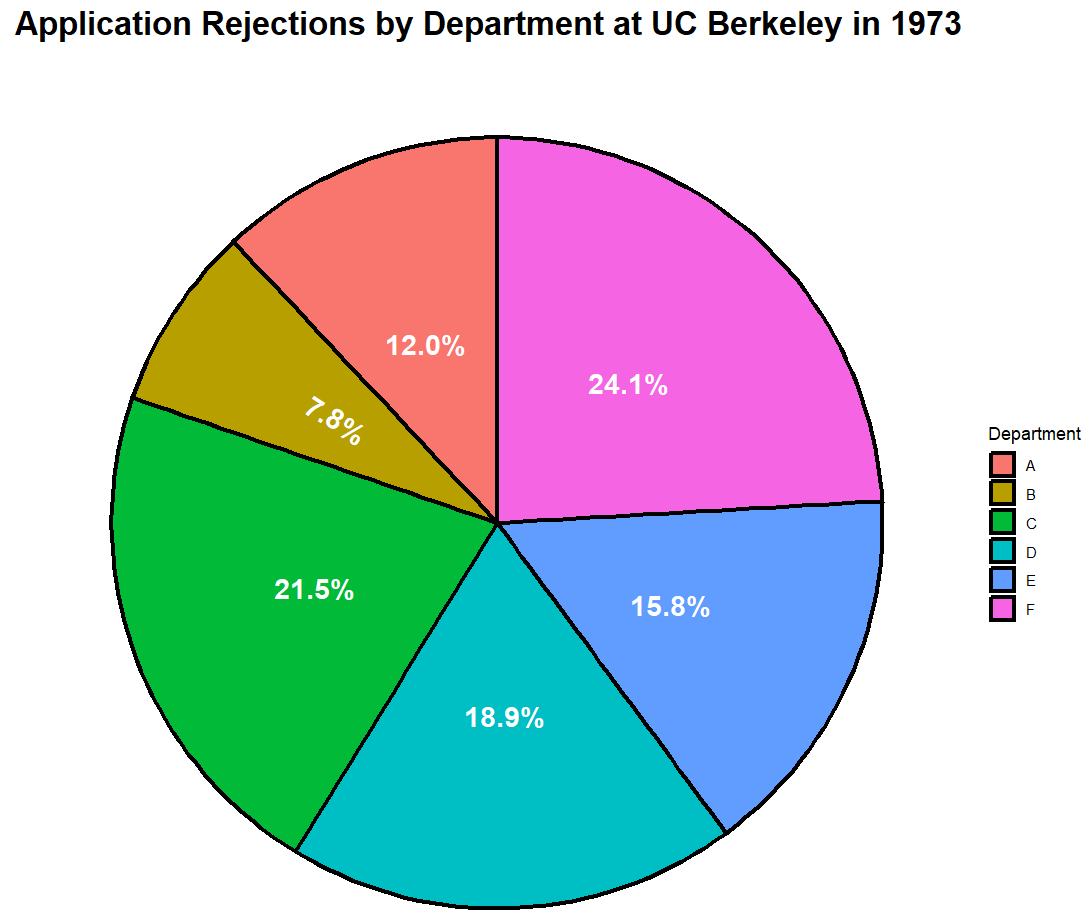 Application Rejections by Department at UC Berkeley in 1973
12.0%
24.1%
7.8%
21.5%
15.8%
18.9%
Department
A
B
C
D
E
F